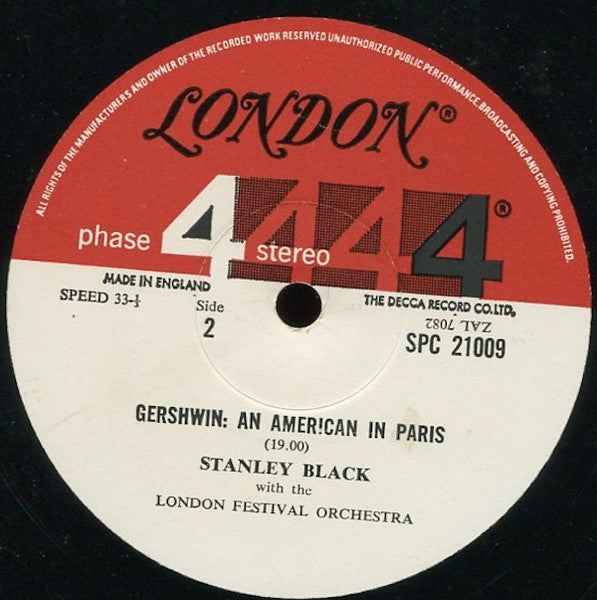 ALL RIGHTS OF THE MANUFACTURERS AND OWNER OF THE RECORDED WORK RESERVED UNAUTHORIZED PUBLIC PERFORMANCE, BROADCASTING AND COPYING PROHIBITED.
LONDON®
phase 4 stereo 4 4 4®
MADE IN ENGLAND
SPEED 33-⅓
Side
2
THE DECCA RECORD CO. LTD.
ZAL 7082
SPC 21009
GERSHWIN: AN AMERICAN IN PARIS
(19.00)
STANLEY BLACK
with the
LONDON FESTIVAL ORCHESTRA